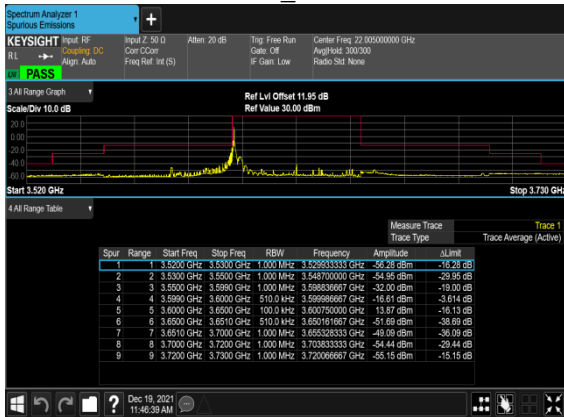 Spectrum Analyzer 1
Spurious Emissions
+
KEYSIGHT Input: RF Input Z: 50 Ω Atten: 20 dB Trig: Free Run Center Freq: 22.005000000 GHz
RL Coupling: DC Corr CCorr Gate: Off Avg|Hold: 300/300
Align: Auto Freq Ref: Int (S) IF Gain: Low Radio Std: None
PASS
3 All Range Graph Ref Lvl Offset 11.95 dB
Scale/Div 10.0 dB Ref Value 30.00 dBm
20.0
0.00
-20.0
-40.0
-60.0
Start 3.520 GHz Stop 3.730 GHz
4 All Range Table
Measure Trace Trace 1
Trace Type Trace Average (Active)
Spur Range Start Freq Stop Freq RBW Frequency Amplitude ΔLimit
1 1 3.5200 GHz 3.5300 GHz 1.000 MHz 3.529933333 GHz -56.28 dBm -16.28 dB
2 2 3.5300 GHz 3.5500 GHz 1.000 MHz 3.548700000 GHz -54.95 dBm -29.95 dB
3 3 3.5500 GHz 3.5990 GHz 1.000 MHz 3.598836667 GHz -32.00 dBm -19.00 dB
4 4 3.5990 GHz 3.6000 GHz 510.0 kHz 3.599986667 GHz -16.61 dBm -3.614 dB
5 5 3.6000 GHz 3.6500 GHz 100.0 kHz 3.600750000 GHz 13.87 dBm -16.13 dB
6 6 3.6500 GHz 3.6510 GHz 510.0 kHz 3.650161667 GHz -51.69 dBm -38.69 dB
7 7 3.6510 GHz 3.7000 GHz 1.000 MHz 3.655328333 GHz -49.09 dBm -36.09 dB
8 8 3.7000 GHz 3.7200 GHz 1.000 MHz 3.703833333 GHz -54.44 dBm -29.44 dB
9 9 3.7200 GHz 3.7300 GHz 1.000 MHz 3.720066667 GHz -55.15 dBm -15.15 dB
? Dec 19, 2021
11:46:39 AM